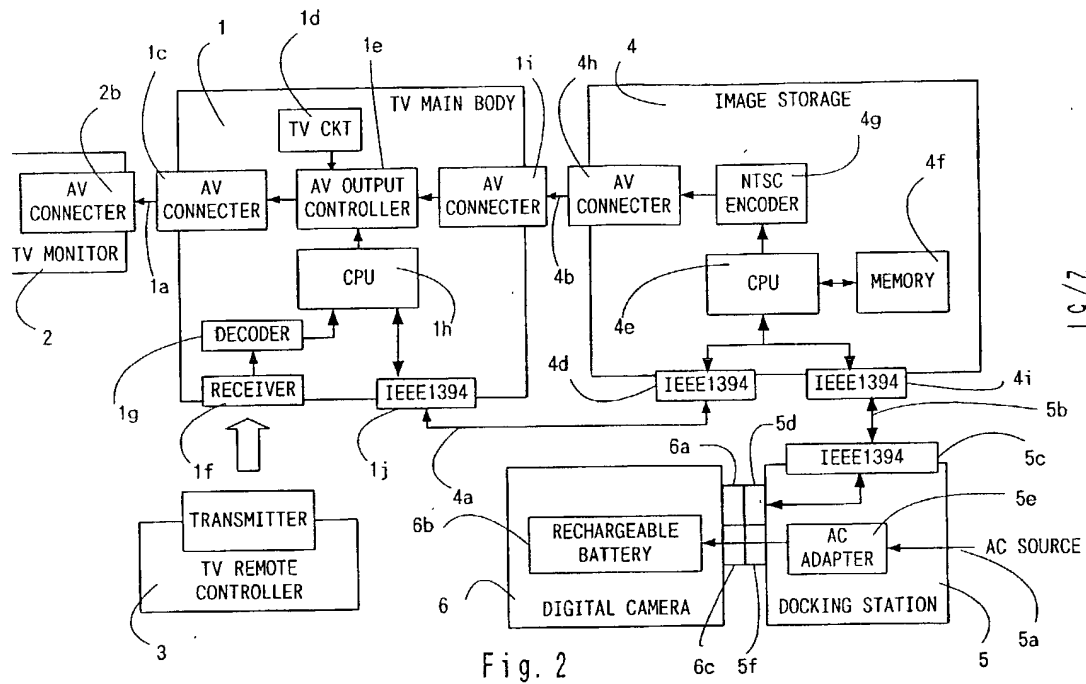 1d
1c
1
1e
1i
4h
4
2b
TV MAIN BODY
IMAGE STORAGE
TV CKT
4g
4f
AV CONNECTER
AV CONNECTER
AV OUTPUT CONTROLLER
AV CONNECTER
AV CONNECTER
NTSC ENCODER
TV MONITOR
1a
2
CPU
1h
4b
4e
CPU
MEMORY
DECODER
1g
RECEIVER
IEEE1394
4d
IEEE1394
IEEE1394
4i
1f
1j
4a
6a
5d
5b
IEEE1394
5c
TRANSMITTER
TV REMOTE CONTROLLER
3
6b
RECHARGEABLE BATTERY
5e
AC ADAPTER
AC SOURCE
6
DIGITAL CAMERA
DOCKING STATION
6c
5f
5
5a
Fig. 2